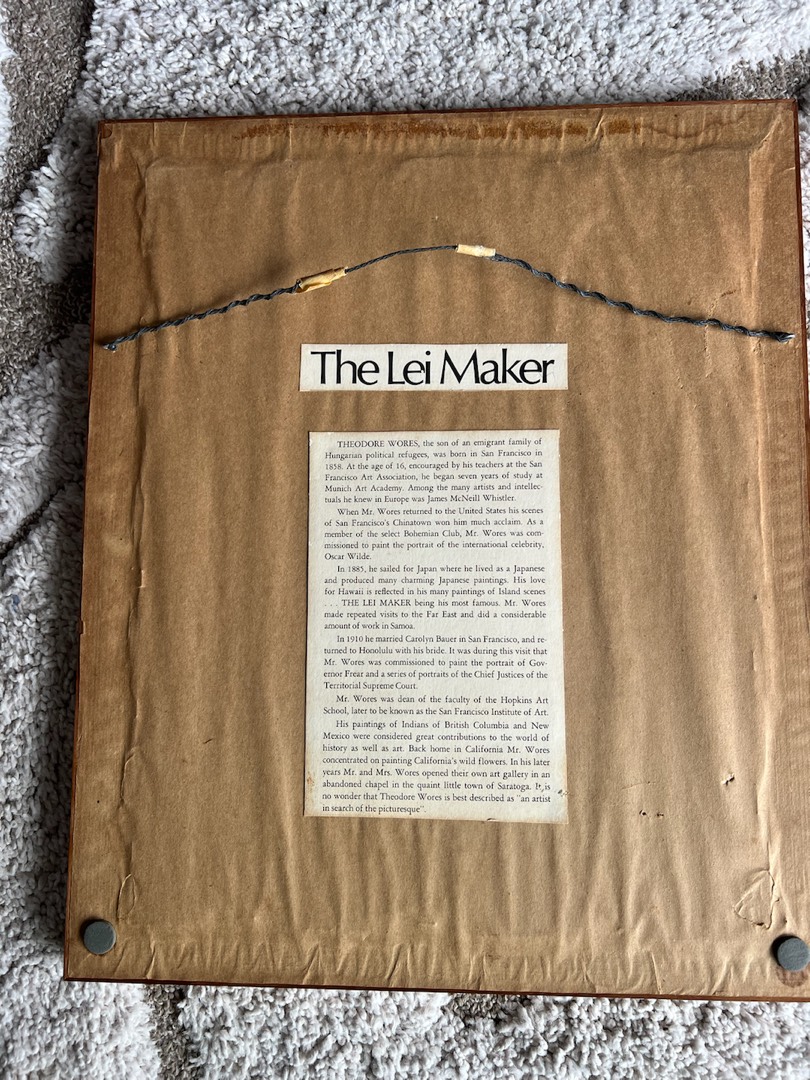 The Lei Maker
THEODORE WORES, the son of an emigrant family of
Hungarian political refugees, was born in San Francisco in
1858. At the age of 16, encouraged by his teachers at the San
Francisco Art Association, he began seven years of study at
Munich Art Academy. Among the many artists and intellec-
tuals he knew in Europe was James McNeill Whistler.
When Mr. Wores returned to the United States his scenes
of San Francisco's Chinatown won him much acclaim. As a
member of the select Bohemian Club, Mr. Wores was com-
missioned to paint the portrait of the international celebrity,
Oscar Wilde.
In 1885, he sailed for Japan where he lived as a Japanese
and produced many charming Japanese paintings. His love
for Hawaii is reflected in his many paintings of Island scenes
. . . THE LEI MAKER being his most famous. Mr. Wores
made repeated visits to the Far East and did a considerable
amount of work in Samoa.
In 1910 he married Carolyn Bauer in San Francisco, and re-
turned to Honolulu with his bride. It was during this visit that
Mr. Wores was commissioned to paint the portrait of Gov-
ernor Frear and a series of portraits of the Chief Justices of the
Territorial Supreme Court.
Mr. Wores was dean of the faculty of the Hopkins Art
School, later to be known as the San Francisco Institute of Art.
His paintings of Indians of British Columbia and New
Mexico were considered great contributions to the world of
history as well as art. Back home in California Mr. Wores
concentrated on painting California's wild flowers. In his later
years Mr. and Mrs. Wores opened their own art gallery in an
abandoned chapel in the quaint little town of Saratoga. It is
no wonder that Theodore Wores is best described as "an artist
in search of the picturesque".